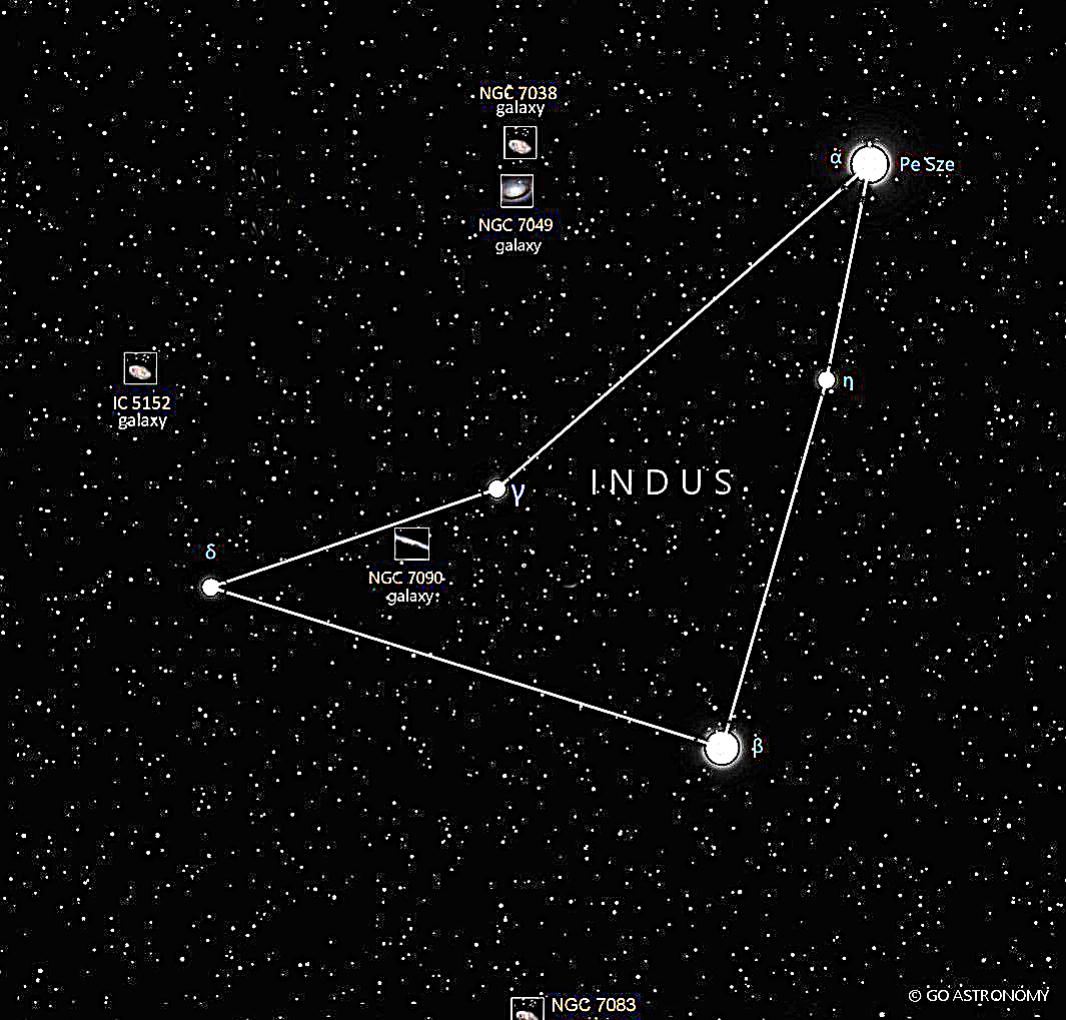 NGC 7038
galaxy
α
Pe Sze
NGC 7049
galaxy
IC 5152
galaxy
η
INDUS
γ
δ
NGC 7090
galaxy
β
© GO ASTRONOMY
NGC 7083